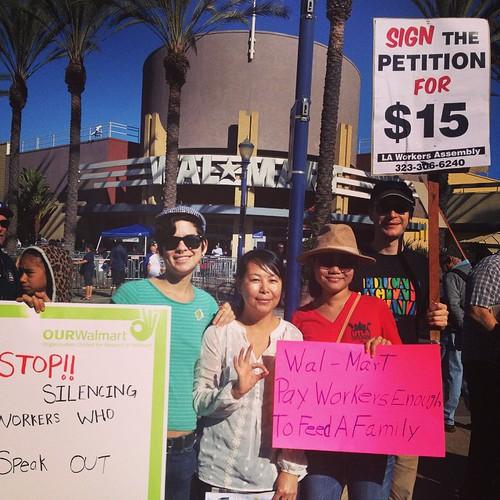 SIGN THE
PETITION
FOR
$15
LA Workers Assembly
323-306-6240
WAL★MA
OURWalmart
STOP!!
SILENCING
WORKERS WHO
Speak OUT
UTLA
Wal-Mart
Pay Workers Enough
To Feed A Family